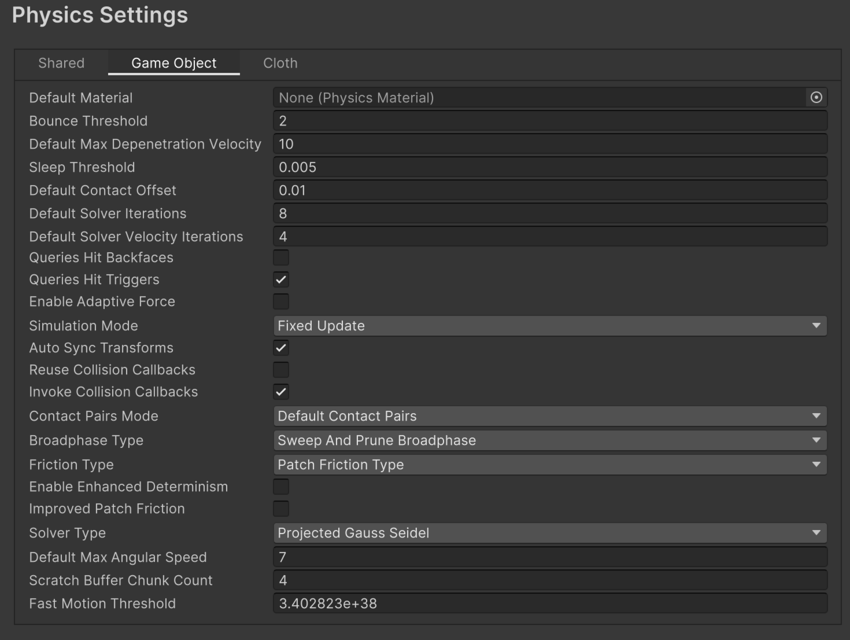 Physics Settings
Shared Game Object Cloth
Default Material None (Physics Material)
Bounce Threshold 2
Default Max Depenetration Velocity 10
Sleep Threshold 0.005
Default Contact Offset 0.01
Default Solver Iterations 8
Default Solver Velocity Iterations 4
Queries Hit Backfaces
Queries Hit Triggers
Enable Adaptive Force
Simulation Mode Fixed Update
Auto Sync Transforms
Reuse Collision Callbacks
Invoke Collision Callbacks
Contact Pairs Mode Default Contact Pairs
Broadphase Type Sweep And Prune Broadphase
Friction Type Patch Friction Type
Enable Enhanced Determinism
Improved Patch Friction
Solver Type Projected Gauss Seidel
Default Max Angular Speed 7
Scratch Buffer Chunk Count 4
Fast Motion Threshold 3.402823e+38